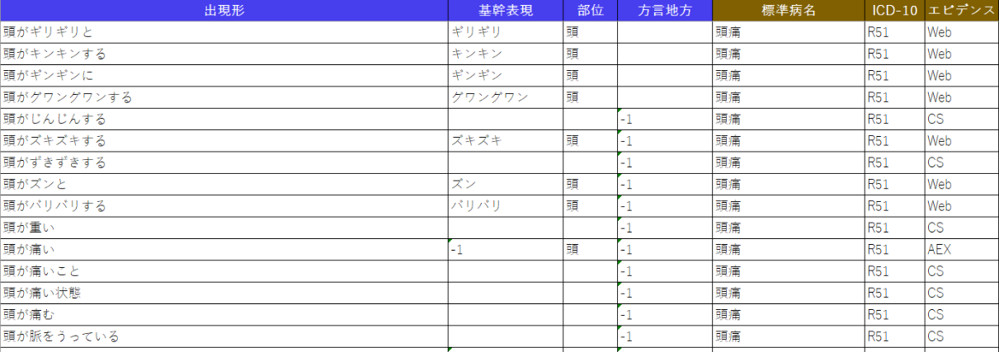 出現形 基幹表現 部位 方言地方 標準病名 ICD-10 エビデンス
頭がギリギリと ギリギリ 頭 頭痛 R51 Web
頭がキンキンする キンキン 頭 頭痛 R51 Web
頭がギンギンに ギンギン 頭 頭痛 R51 Web
頭がグワングワンする グワングワン 頭 頭痛 R51 Web
頭がじんじんする -1 頭痛 R51 CS
頭がズキズキする ズキズキ 頭 -1 頭痛 R51 Web
頭がずきずきする -1 頭痛 R51 CS
頭がズンと ズン 頭 -1 頭痛 R51 Web
頭がバリバリする バリバリ 頭 -1 頭痛 R51 Web
頭が重い -1 頭痛 R51 CS
頭が痛い -1 頭 -1 頭痛 R51 AEX
頭が痛いこと -1 頭痛 R51 CS
頭が痛い状態 -1 頭痛 R51 CS
頭が痛む -1 頭痛 R51 CS
頭が脈をうっている -1 頭痛 R51 CS